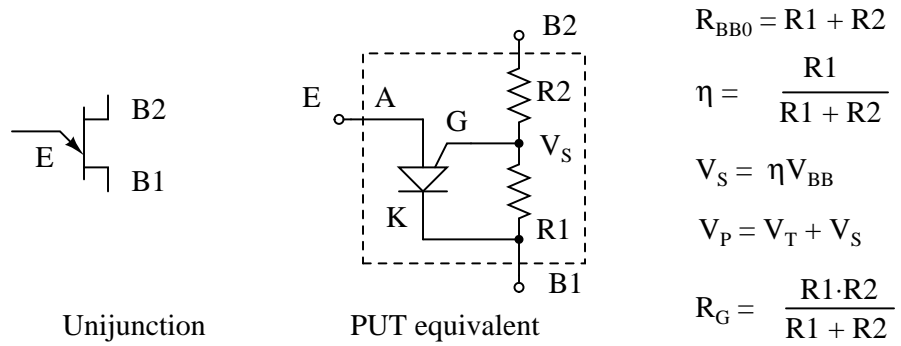 B2
E
B1
Unijunction
B2
E
A
R2
G
V_S
K
R1
B1
PUT equivalent
R_BB0 = R1 + R2
η = R1
R1 + R2
V_S = ηV_BB
V_P = V_T + V_S
R_G = R1·R2
R1 + R2